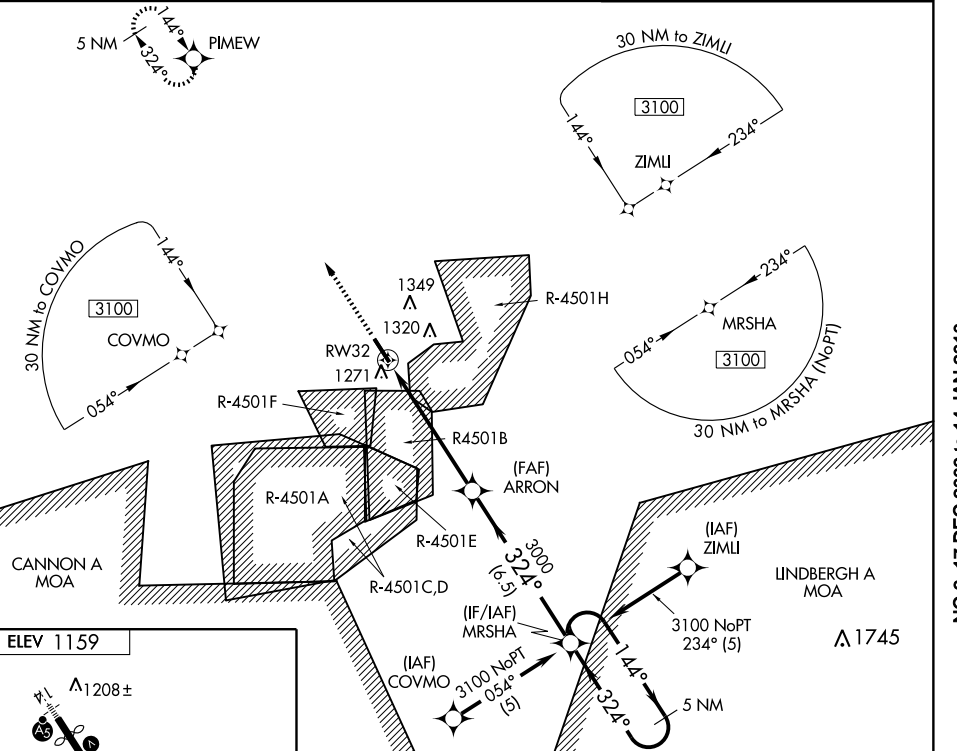 5 NM
144°
324°
PIMEW
30 NM to ZIMLI
3100
144°
234°
ZIMLI
30 NM to COVMO
144°
3100
COVMO
054°
234°
MRSHA
054°
3100
30 NM to MRSHA (NoPT)
1349
1320
R-4501H
RW32
1271
R-4501F
R4501B
R-4501A
(FAF)
ARRON
R-4501E
R-4501C,D
CANNON A
MOA
3000
324°
(6.5)
(IAF)
ZIMLI
LINDBERGH A
MOA
(IF/IAF)
MRSHA
3100 NoPT
234° (5)
1745
(IAF)
COVMO
3100 NoPT
054°
(5)
144°
324°
5 NM
ELEV 1159
1208±
14
A5
V